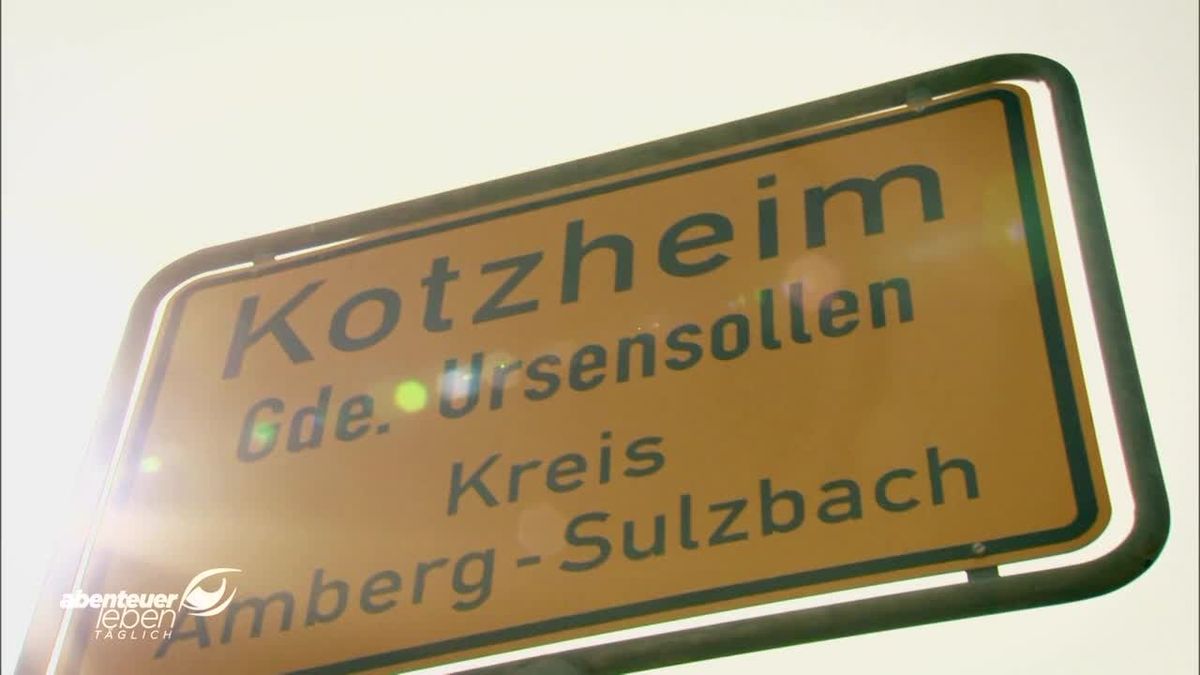 Kotzheim
Gde. Ursensollen
Kreis
Amberg-Sulzbach
abenteuer
leben
TÄGLICH